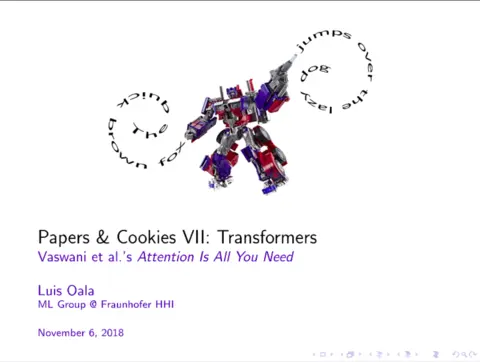 The quick brown fox
jumps over the lazy dog
Papers & Cookies VII: Transformers
Vaswani et al.'s Attention Is All You Need
Luis Oala
ML Group @ Fraunhofer HHI
November 6, 2018